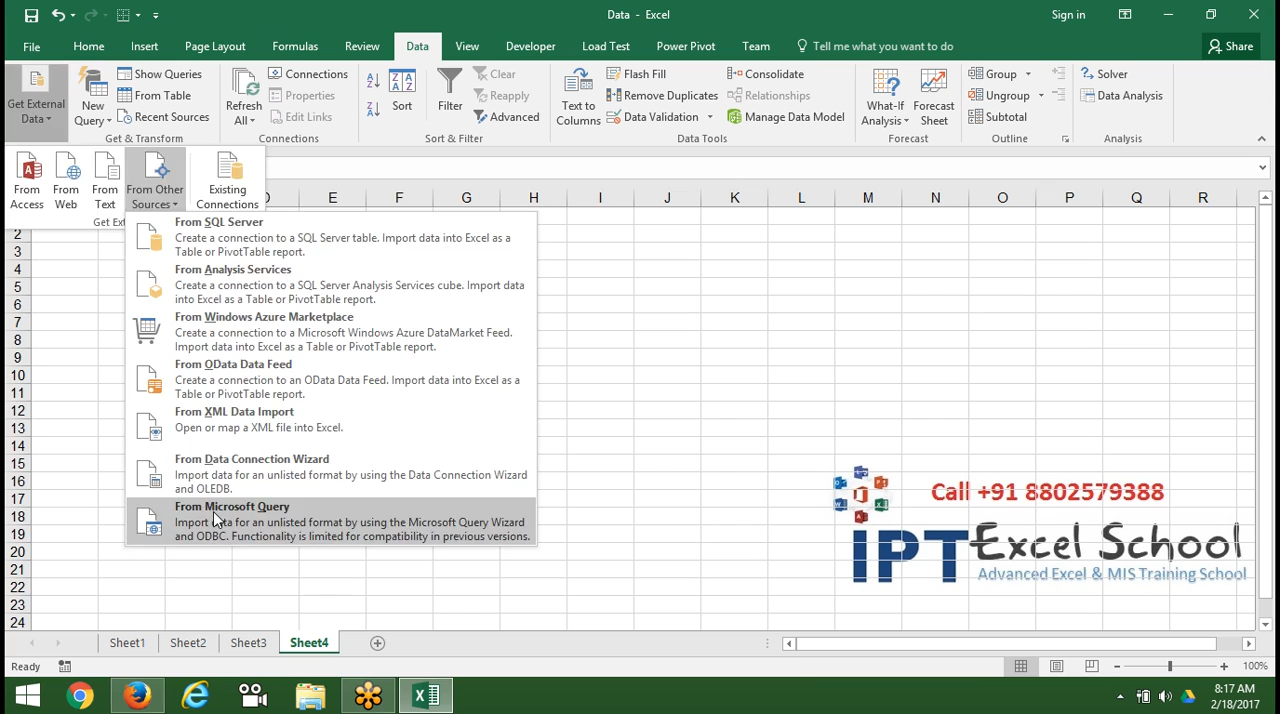 Data - Excel
Sign in
File
Home
Insert
Page Layout
Formulas
Review
Data
View
Developer
Load Test
Power Pivot
Team
Tell me what you want to do
Share
Get External
Data
New
Query
Show Queries
From Table
Recent Sources
Get & Transform
Refresh
All
Connections
Properties
Edit Links
Connections
Sort
Filter
Clear
Reapply
Advanced
Sort & Filter
Text to
Columns
Flash Fill
Remove Duplicates
Data Validation
Consolidate
Relationships
Manage Data Model
Data Tools
What-If
Analysis
Forecast
Sheet
Forecast
Group
Ungroup
Subtotal
Outline
Solver
Data Analysis
Analysis
From
Access
From
Web
From
Text
From Other
Sources
Existing
Connections
Get Ex
E F G H I J K L M N O P Q R
From SQL Server
Create a connection to a SQL Server table. Import data into Excel as a
Table or PivotTable report.
From Analysis Services
Create a connection to a SQL Server Analysis Services cube. Import data
into Excel as a Table or PivotTable report.
From Windows Azure Marketplace
Create a connection to a Microsoft Windows Azure DataMarket Feed.
Import data into Excel as a Table or PivotTable report.
From OData Data Feed
Create a connection to an OData Data Feed. Import data into Excel as a
Table or PivotTable report.
From XML Data Import
Open or map a XML file into Excel.
From Data Connection Wizard
Import data for an unlisted format by using the Data Connection Wizard
and OLEDB.
From Microsoft Query
Import data for an unlisted format by using the Microsoft Query Wizard
and ODBC. Functionality is limited for compatibility in previous versions.
2
3
4
5
6
7
8
9
10
11
12
13
14
15
16
17
18
19
20
21
22
23
24
Call +91 8802579388
IPT Excel School
Advanced Excel & MIS Training School
Sheet1
Sheet2
Sheet3
Sheet4
Ready
100%
8:17 AM
2/18/2017